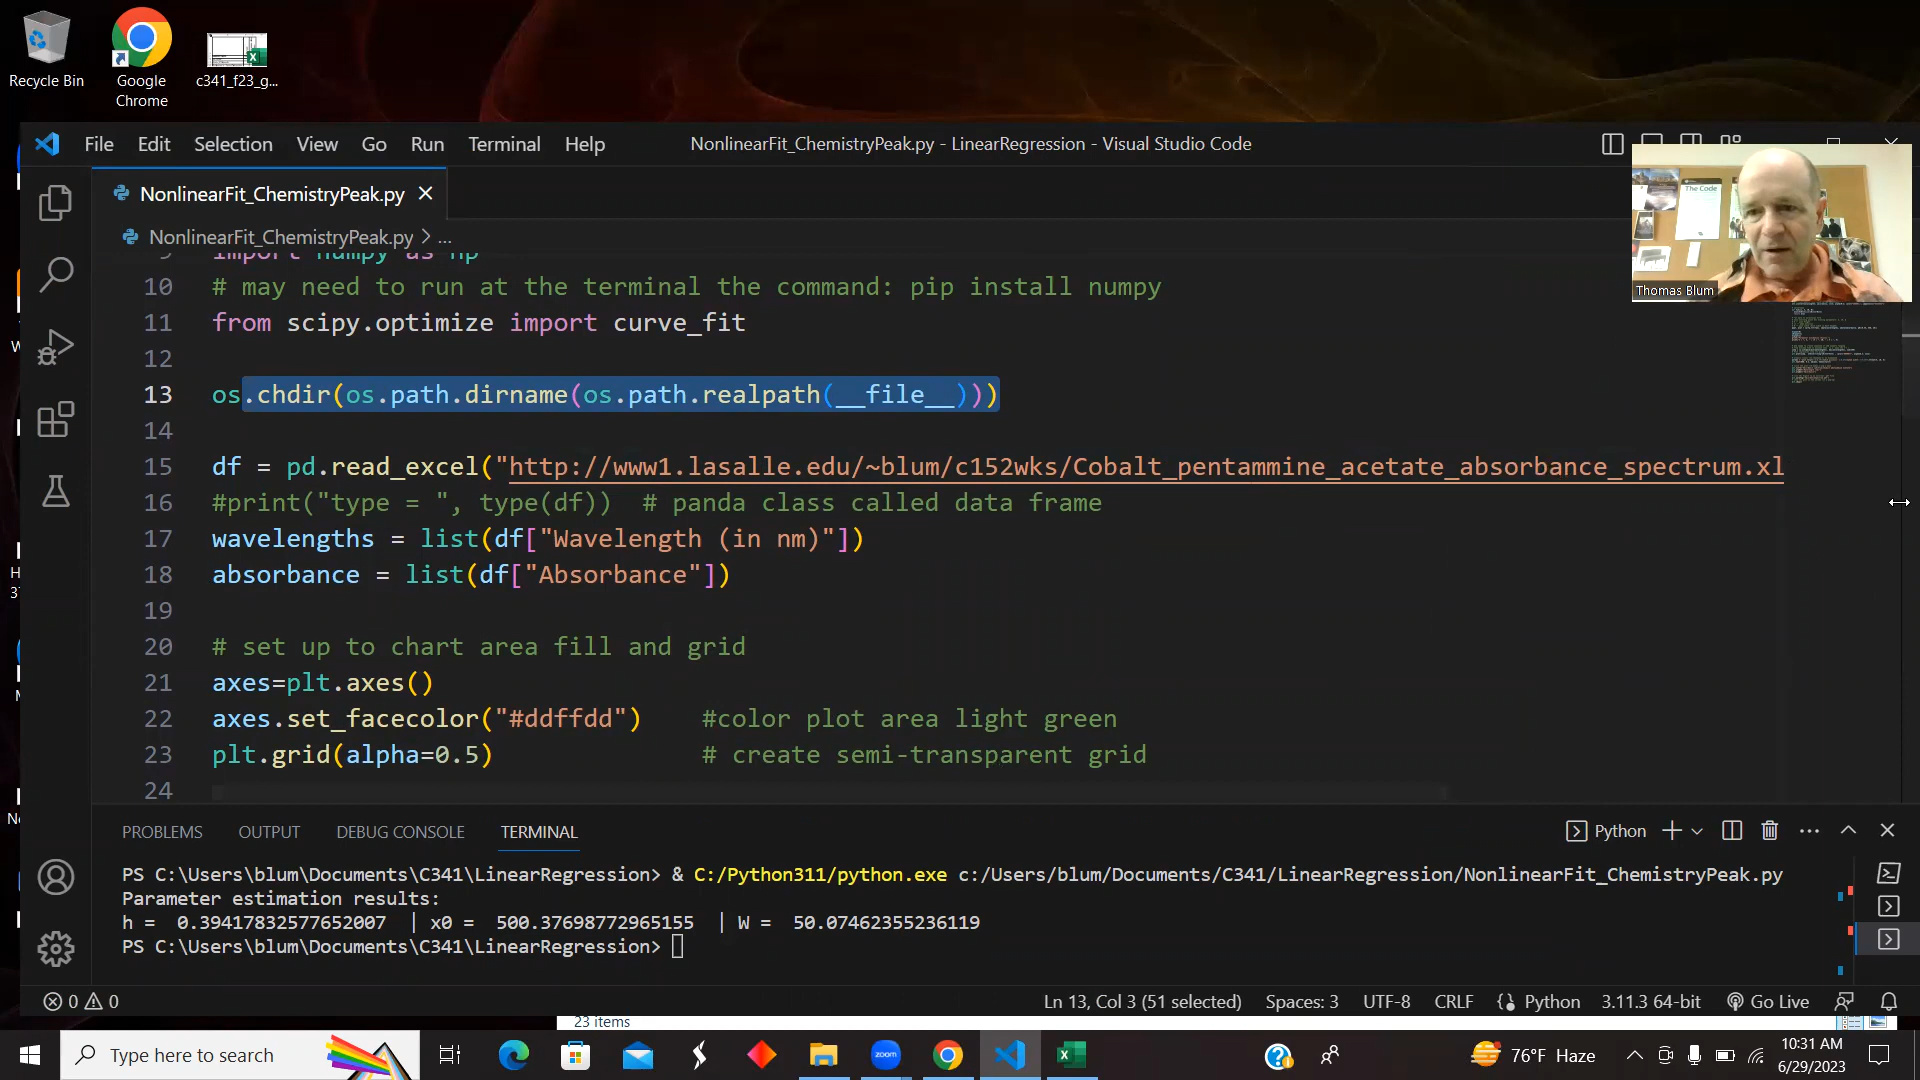 Recycle Bin
Google Chrome
c341_f23_g...
File Edit Selection View Go Run Terminal Help
NonlinearFit_ChemistryPeak.py - LinearRegression - Visual Studio Code
NonlinearFit_ChemistryPeak.py
NonlinearFit_ChemistryPeak.py > ...
The Code
Thomas Blum
9 import numpy as np
10 # may need to run at the terminal the command: pip install numpy
11 from scipy.optimize import curve_fit
12
13 os.chdir(os.path.dirname(os.path.realpath(__file__)))
14
15 df = pd.read_excel("http://www1.lasalle.edu/~blum/c152wks/Cobalt_pentammine_acetate_absorbance_spectrum.xl
16 #print("type = ", type(df)) # panda class called data frame
17 wavelengths = list(df["Wavelength (in nm)"])
18 absorbance = list(df["Absorbance"])
19
20 # set up to chart area fill and grid
21 axes=plt.axes()
22 axes.set_facecolor("#ddffdd") #color plot area light green
23 plt.grid(alpha=0.5) # create semi-transparent grid
24
PROBLEMS OUTPUT DEBUG CONSOLE TERMINAL
Python
PS C:\Users\blum\Documents\C341\LinearRegression> & C:/Python311/python.exe c:/Users/blum/Documents/C341/LinearRegression/NonlinearFit_ChemistryPeak.py
Parameter estimation results:
h = 0.39417832577652007 | x0 = 500.37698772965155 | W = 50.07462355236119
PS C:\Users\blum\Documents\C341\LinearRegression>
0 0
Ln 13, Col 3 (51 selected) Spaces: 3 UTF-8 CRLF Python 3.11.3 64-bit Go Live
23 items
Type here to search
zoom
76°F Haze
10:31 AM
6/29/2023